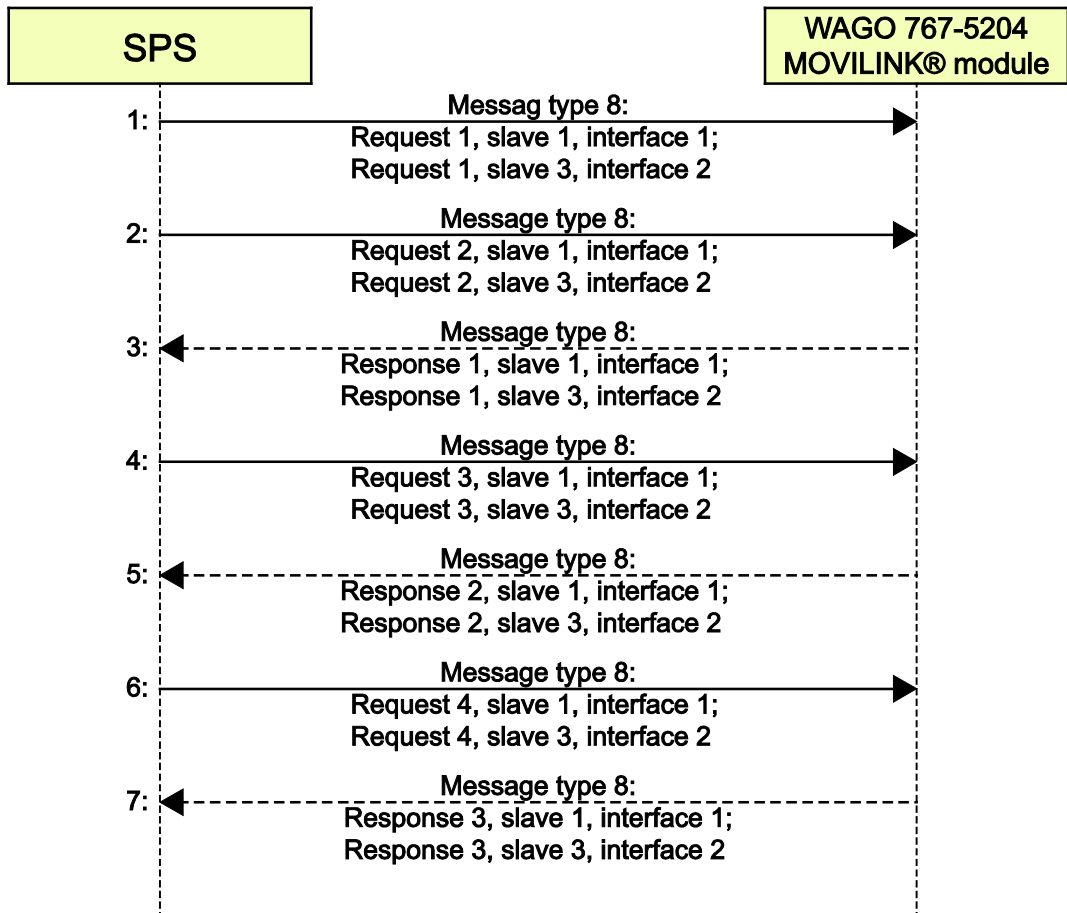 SPS
WAGO 767-5204
MOVILINK® module
1:
Messag type 8:
Request 1, slave 1, interface 1;
Request 1, slave 3, interface 2
2:
Message type 8:
Request 2, slave 1, interface 1;
Request 2, slave 3, interface 2
3:
Message type 8:
Response 1, slave 1, interface 1;
Response 1, slave 3, interface 2
4:
Message type 8:
Request 3, slave 1, interface 1;
Request 3, slave 3, interface 2
5:
Message type 8:
Response 2, slave 1, interface 1;
Response 2, slave 3, interface 2
6:
Message type 8:
Request 4, slave 1, interface 1;
Request 4, slave 3, interface 2
7:
Message type 8:
Response 3, slave 1, interface 1;
Response 3, slave 3, interface 2